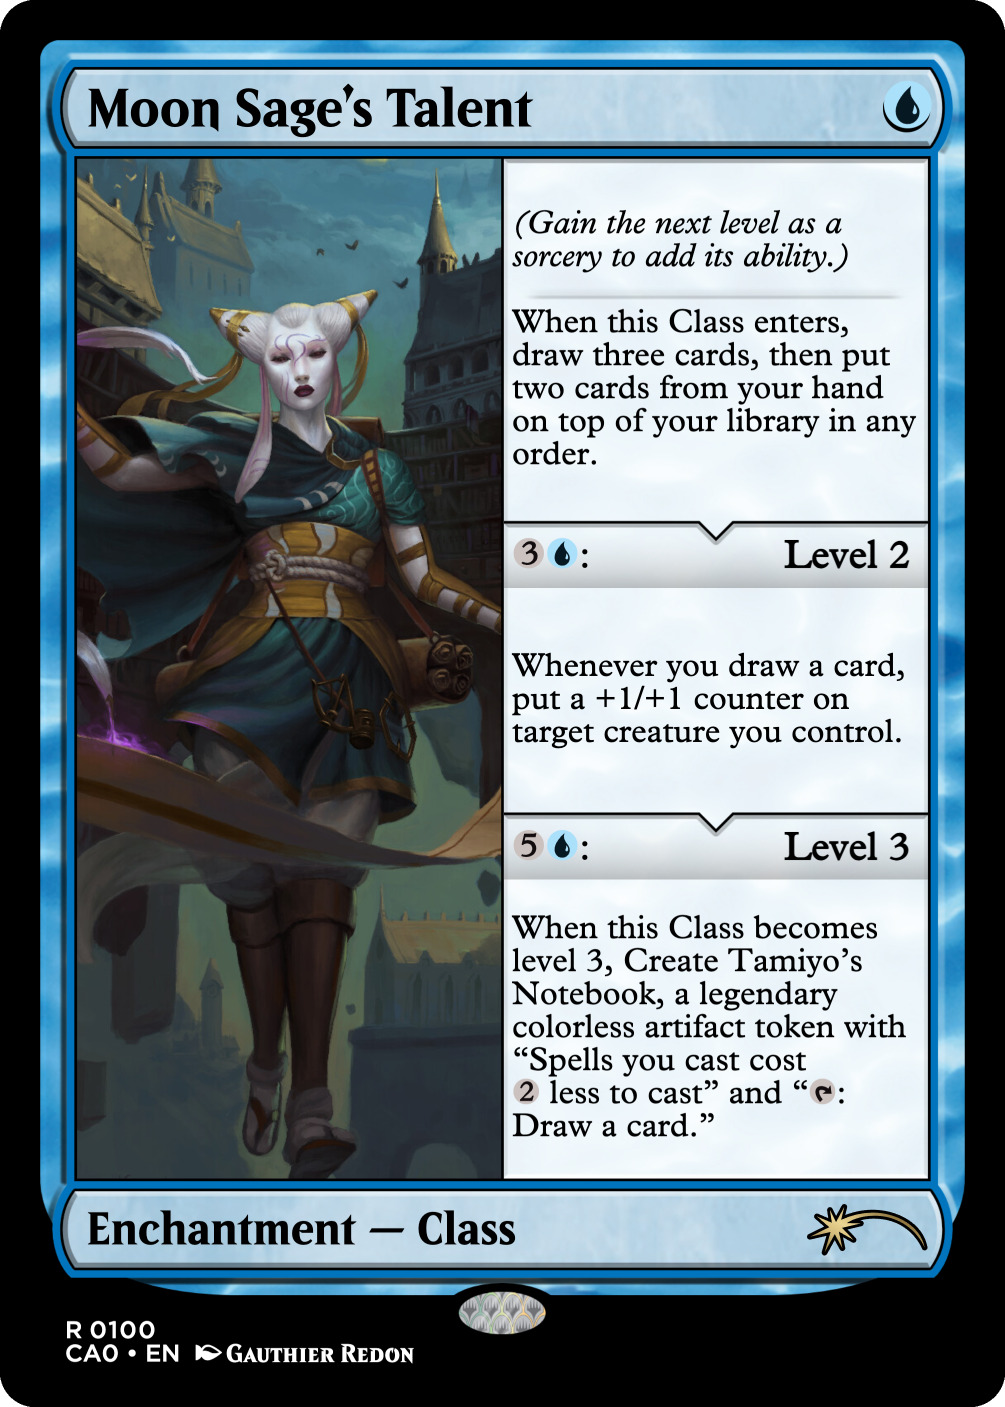 Moon Sage's Talent
(Gain the next level as a
sorcery to add its ability.)
When this Class enters,
draw three cards, then put
two cards from your hand
on top of your library in any
order.
3 : Level 2
Whenever you draw a card,
put a +1/+1 counter on
target creature you control.
5 : Level 3
When this Class becomes
level 3, Create Tamiyo's
Notebook, a legendary
colorless artifact token with
“Spells you cast cost
2 less to cast” and “ :
Draw a card.”
Enchantment — Class
R 0100
CAO • EN GAUTHIER REDON